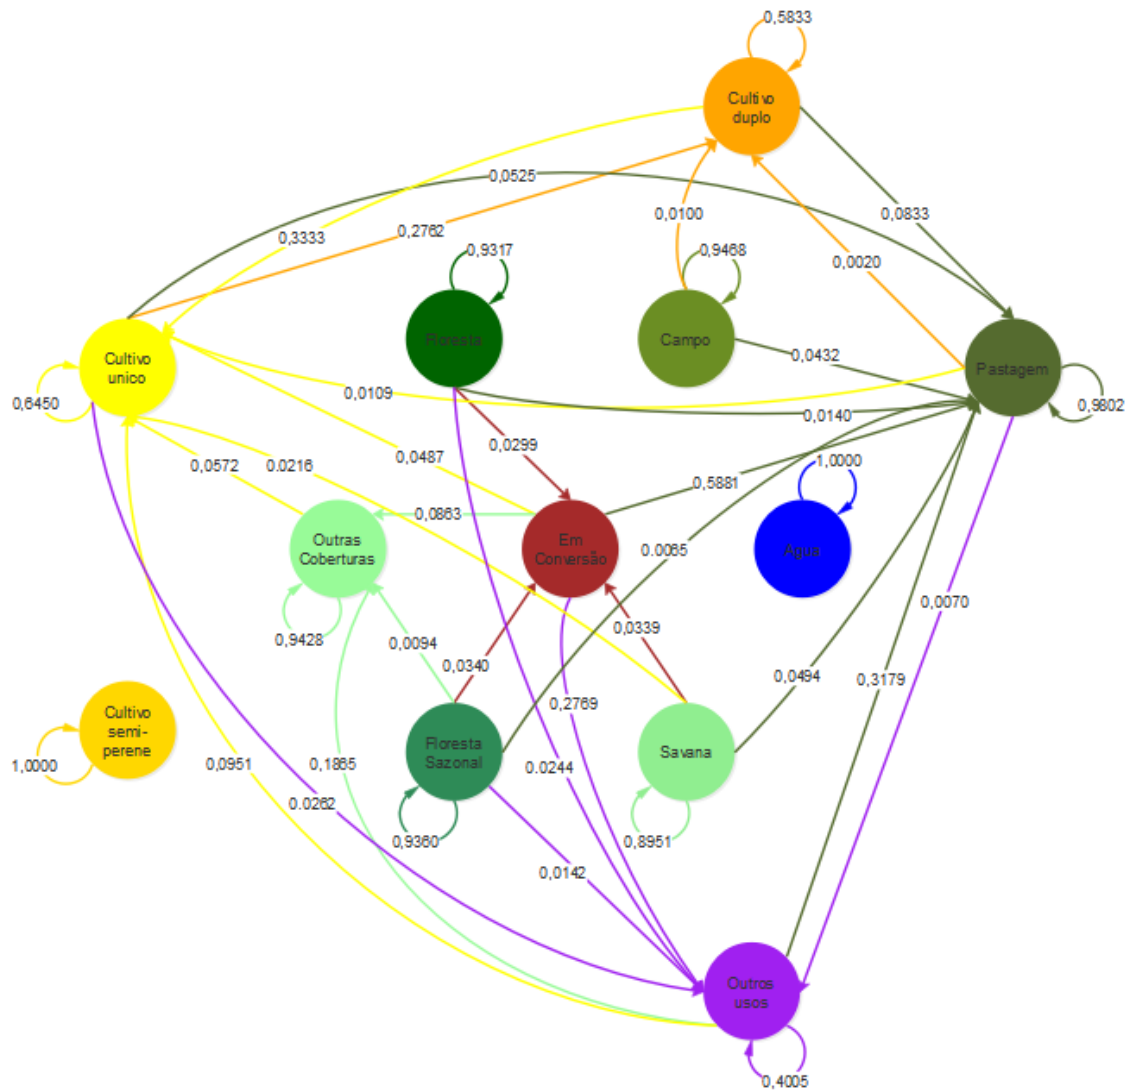 0,5833
Cultivo
duplo
0,0525
0,0100
0,0833
0,3333
0,2762
0,9317
0,9468
0,0020
Floresta
Campo
0,0432
Cultivo
unico
Pastagem
0,6450
0,0109
0,0140
0,9802
0,0299
0,0572
0.0216
0,0487
0,5881
1,0000
0,0863
Outras
Coberturas
Em
Conversão
Agua
0.0065
0,0070
0,9428
0,0094
0,0340
0,0339
0,0494
0,3179
0,2769
Cultivo
semi-
perene
Floresta
Sazonal
Savana
1,0000
0,0951
0,1865
0.0244
0.0262
0,9360
0,8951
0,0142
Outros
usos
0,4005